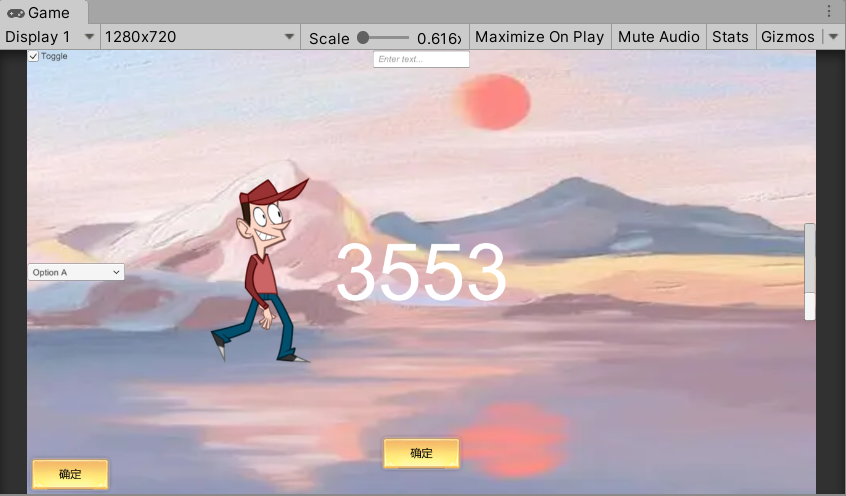 Game
Display 1
1280x720
Scale
0.616x
Maximize On Play
Mute Audio
Stats
Gizmos
Toggle
Enter text...
3553
Option A
确定
确定